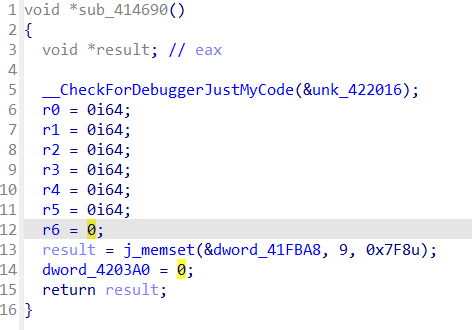 1 void *sub_414690()
2 {
3 void *result; // eax
4
5 __CheckForDebuggerJustMyCode(&unk_422016);
6 r0 = 0i64;
7 r1 = 0i64;
8 r2 = 0i64;
9 r3 = 0i64;
10 r4 = 0i64;
11 r5 = 0i64;
12 r6 = 0;
13 result = j_memset(&dword_41FBA8, 9, 0x7F8u);
14 dword_4203A0 = 0;
15 return result;
16 }